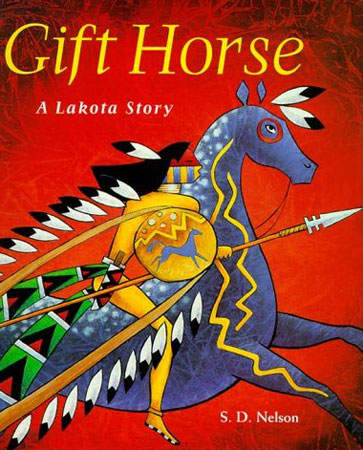 Gift Horse
A Lakota Story
S. D. Nelson